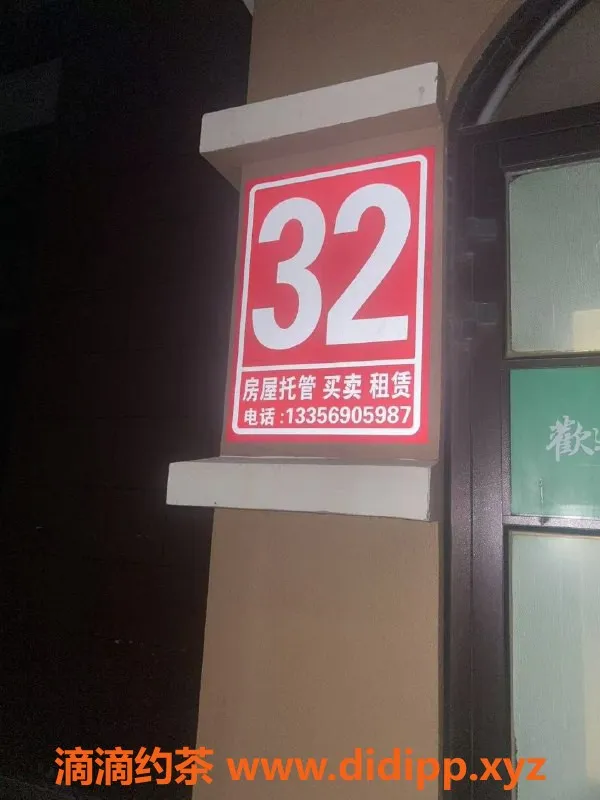 32
房屋托管 买卖 租赁
电话:13356905987
歡
滴滴约茶 www.didipp.xyz